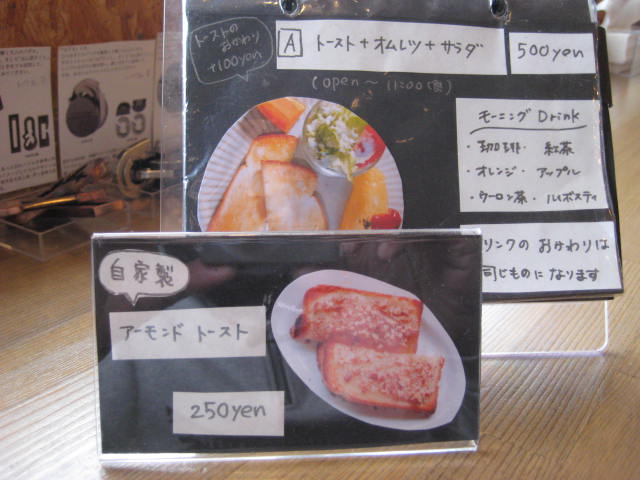 トーストの
おかわり
+100yen
A トースト+オムレツ+サラダ
500yen
(open~11:00(頃)
モーニング Drink
・珈琲・紅茶
・オレンジ・アップル
・ウーロン茶・ルイボスティ
リンクの おかわりは
同じものに なります
自家製
アーモンド トースト
250yen